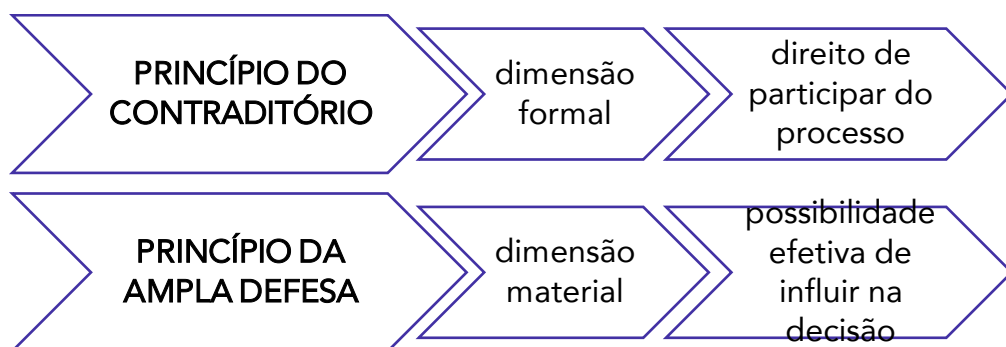 PRINCÍPIO DO
CONTRADITÓRIO
dimensão
formal
direito de
participar do
processo
PRINCÍPIO DA
AMPLA DEFESA
dimensão
material
possibilidade
efetiva de
influir na
decisão